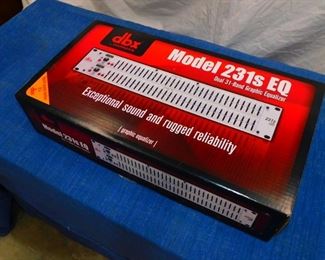 dbx
Model 231s EQ
Dual 31-Band Graphic Equalizer
231s
Exceptional sound and rugged reliability
[graphic equalizer]
Model 231s EQ